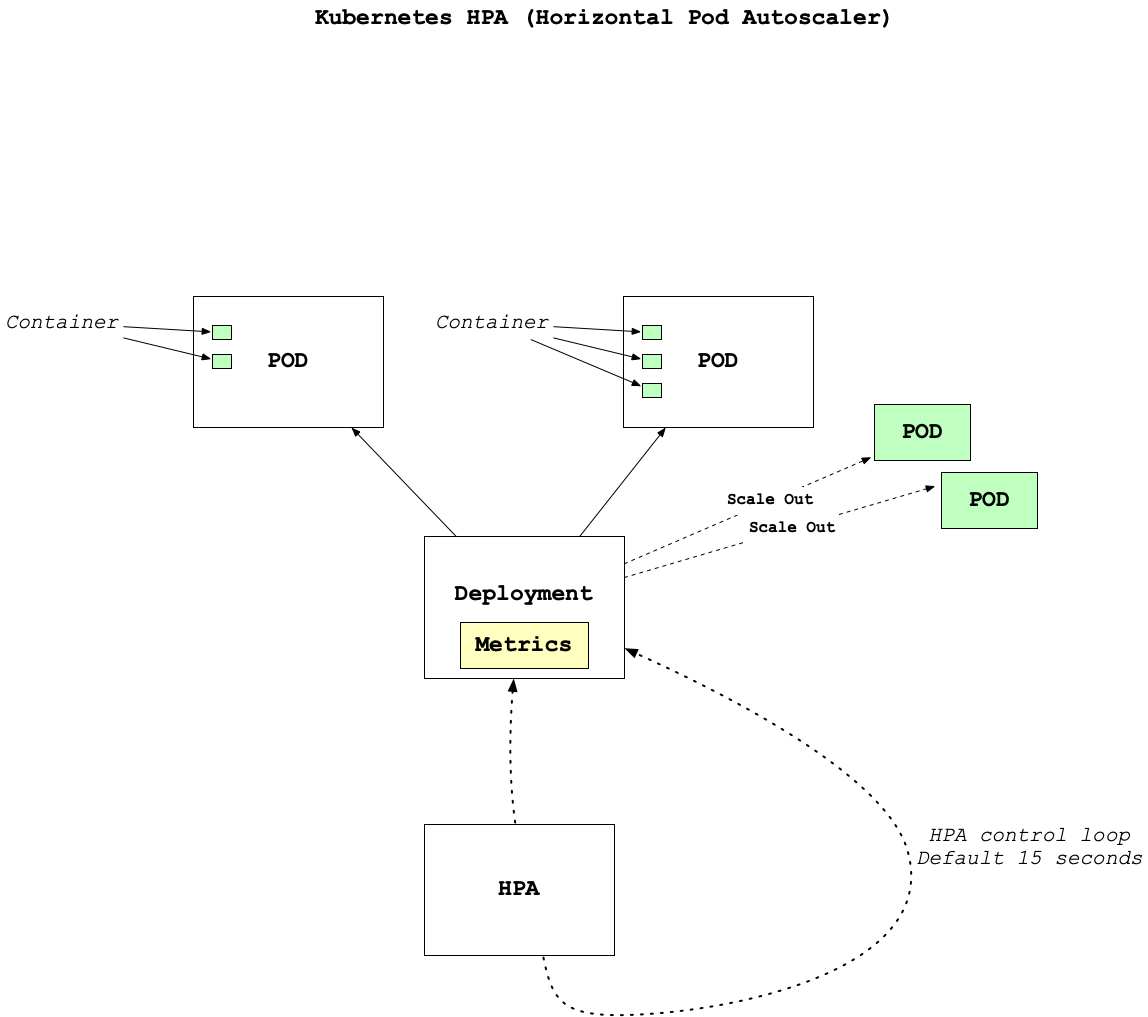 Kubernetes HPA (Horizontal Pod Autoscaler)
Container
POD
Container
POD
POD
POD
Scale Out
Scale Out
Deployment
Metrics
HPA control loop
Default 15 seconds
HPA